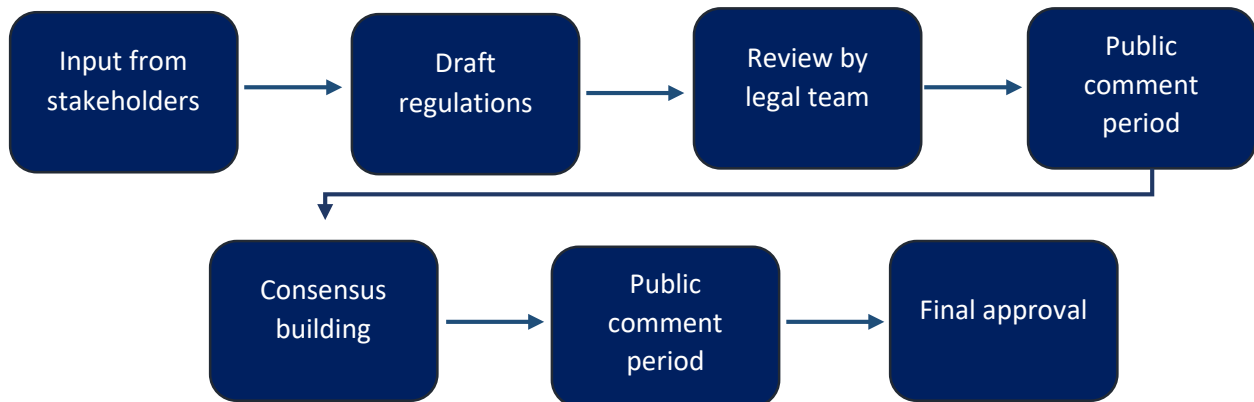 Input from
stakeholders
Draft
regulations
Review by
legal team
Public
comment
period
Consensus
building
Public
comment
period
Final approval